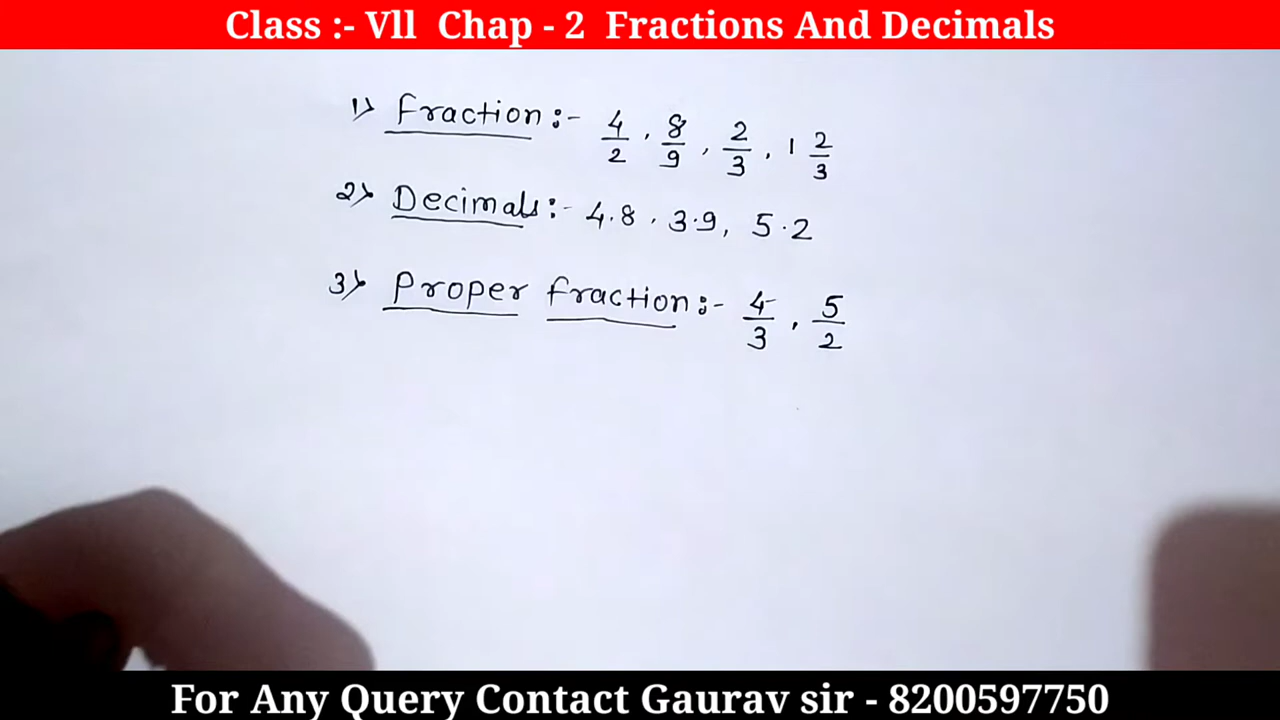 Class :- Vll Chap - 2 Fractions And Decimals
1) Fraction :- 4/2, 8/9, 2/3, 1 2/3
2) Decimals :- 4.8, 3.9, 5.2
3) Proper fraction :- 4/3, 5/2
For Any Query Contact Gaurav sir - 8200597750